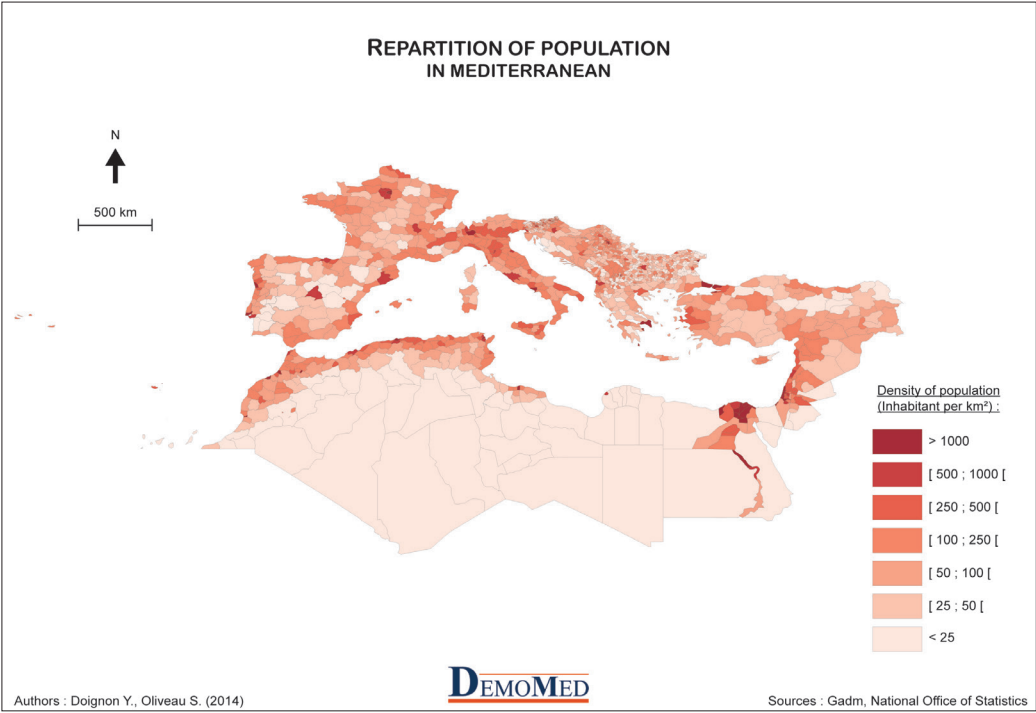 REPARTITION OF POPULATION
IN MEDITERRANEAN
N
500 km
Density of population
(Inhabitant per km²) :
> 1000
[ 500 ; 1000 [
[ 250 ; 500 [
[ 100 ; 250 [
[ 50 ; 100 [
[ 25 ; 50 [
< 25
Authors : Doignon Y., Oliveau S. (2014)
DEMOMED
Sources : Gadm, National Office of Statistics